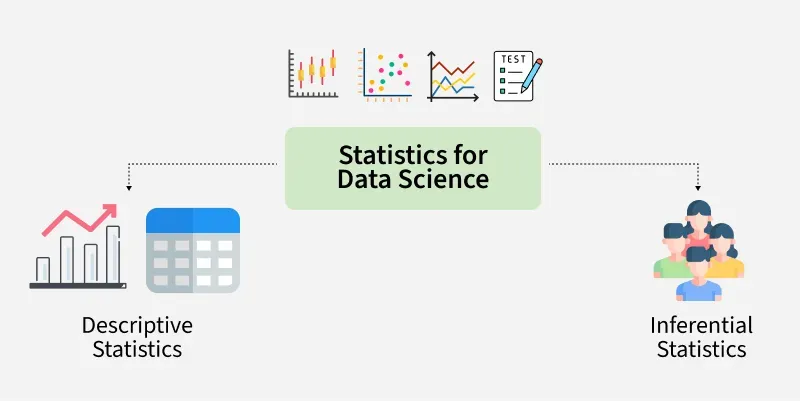 TEST
Statistics for
Data Science
Descriptive
Statistics
Inferential
Statistics